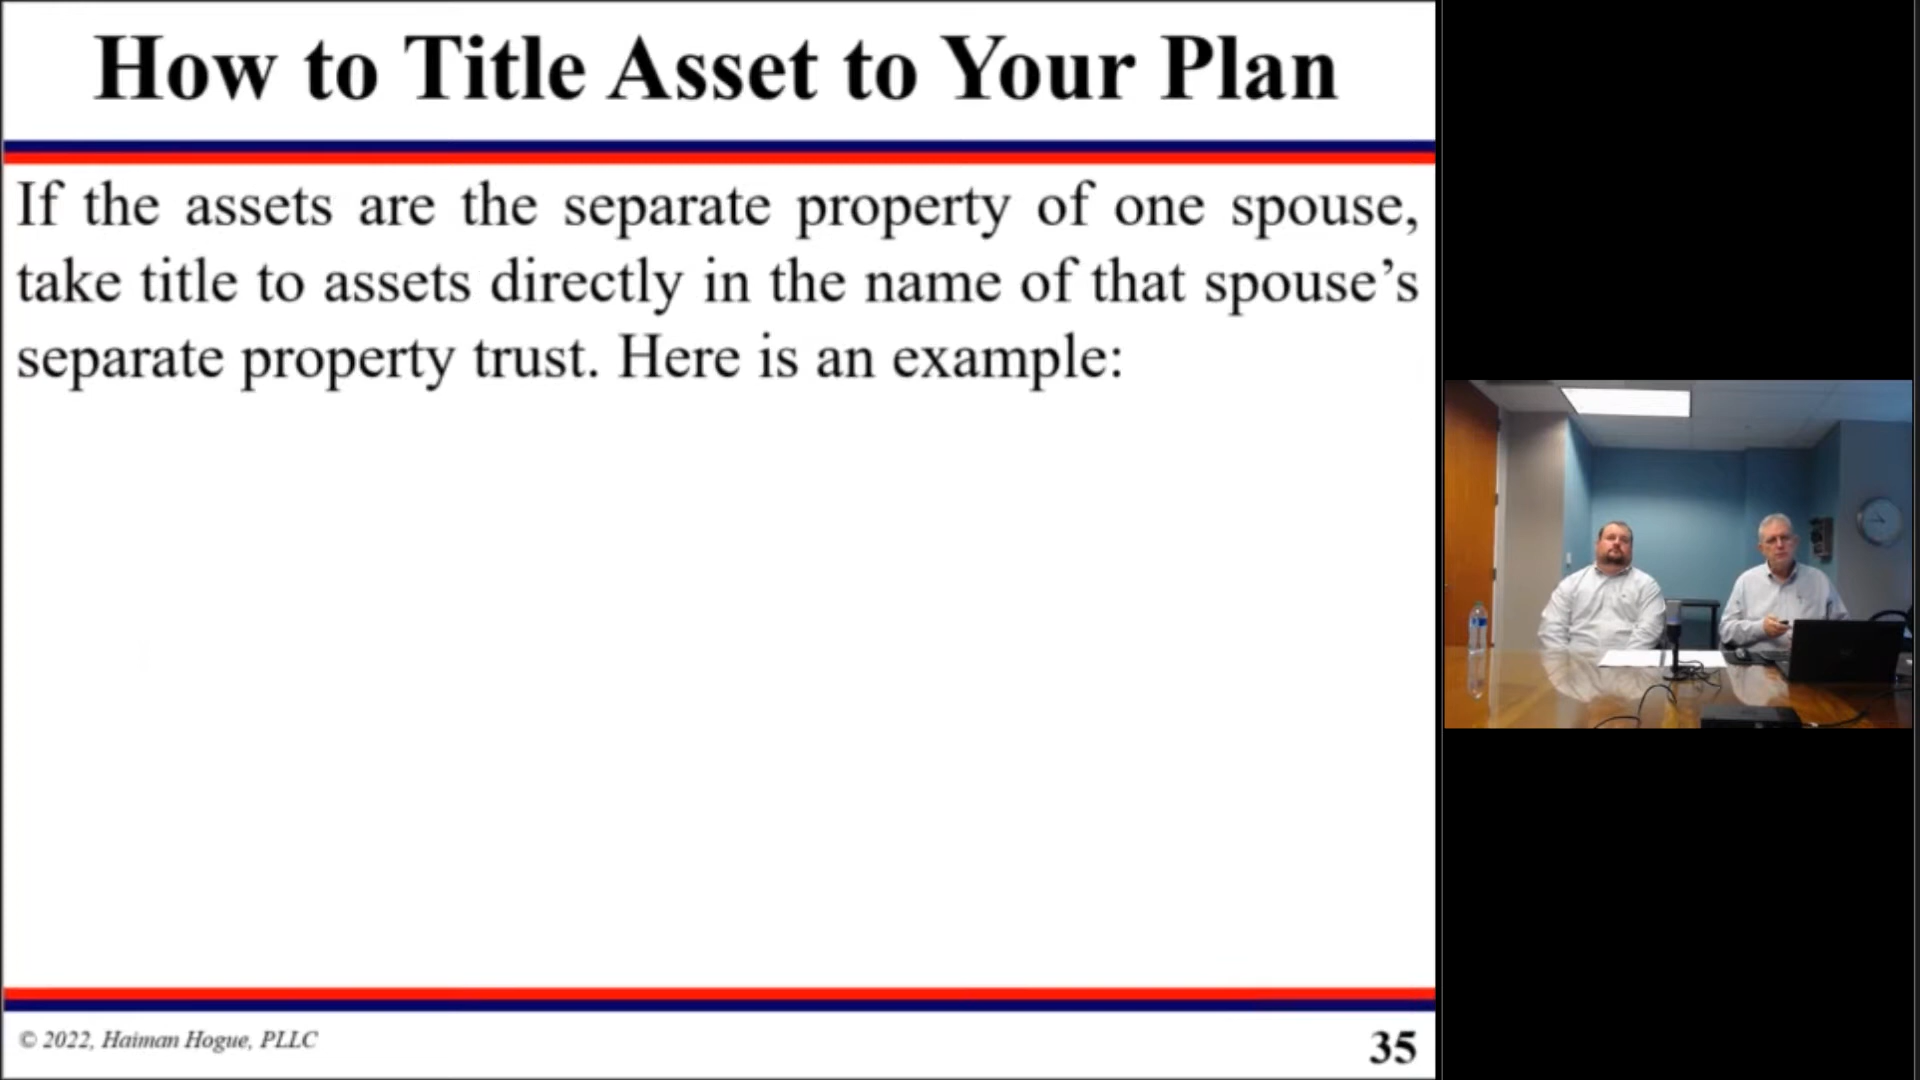 How to Title Asset to Your Plan
If the assets are the separate property of one spouse,
take title to assets directly in the name of that spouse’s
separate property trust. Here is an example:
© 2022, Haiman Hogue, PLLC
35